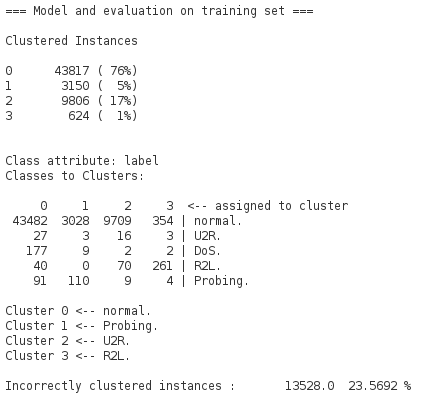 === Model and evaluation on training set ===
Clustered Instances
0 43817 ( 76%)
1 3150 ( 5%)
2 9806 ( 17%)
3 624 ( 1%)
Class attribute: label
Classes to Clusters:
0 1 2 3 <-- assigned to cluster
43482 3028 9709 354 | normal.
27 3 16 3 | U2R.
177 9 2 2 | DoS.
40 0 70 261 | R2L.
91 110 9 4 | Probing.
Cluster 0 <-- normal.
Cluster 1 <-- Probing.
Cluster 2 <-- U2R.
Cluster 3 <-- R2L.
Incorrectly clustered instances : 13528.0 23.5692 %